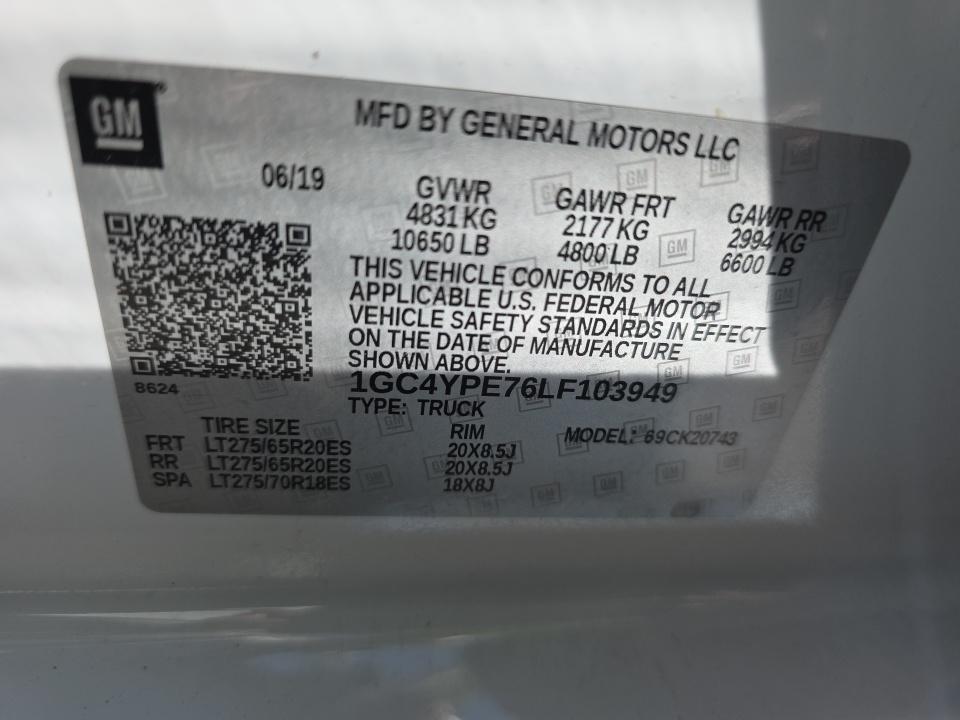 GM
MFD BY GENERAL MOTORS LLC
06/19
GVWR
4831 KG
10650 LB
GAWR FRT
2177 KG
4800 LB
GAWR RR
2994 KG
6600 LB
THIS VEHICLE CONFORMS TO ALL
APPLICABLE U.S. FEDERAL MOTOR
VEHICLE SAFETY STANDARDS IN EFFECT
ON THE DATE OF MANUFACTURE
SHOWN ABOVE.
8624
1GC4YPE76LF103949
TYPE: TRUCK
TIRE SIZE RIM MODEL: 69CK20743
FRT LT275/65R20ES 20X8.5J
RR LT275/65R20ES 20X8.5J
SPA LT275/70R18ES 18X8J